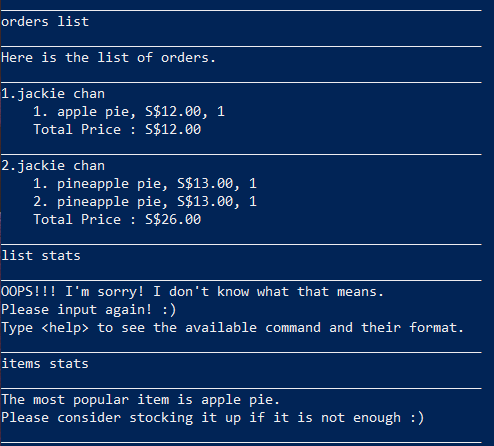 orders list
Here is the list of orders.
1.jackie chan
1. apple pie, S$12.00, 1
Total Price : S$12.00
2.jackie chan
1. pineapple pie, S$13.00, 1
2. pineapple pie, S$13.00, 1
Total Price : S$26.00
list stats
OOPS!!! I'm sorry! I don't know what that means.
Please input again! :)
Type <help> to see the available command and their format.
items stats
The most popular item is apple pie.
Please consider stocking it up if it is not enough :)